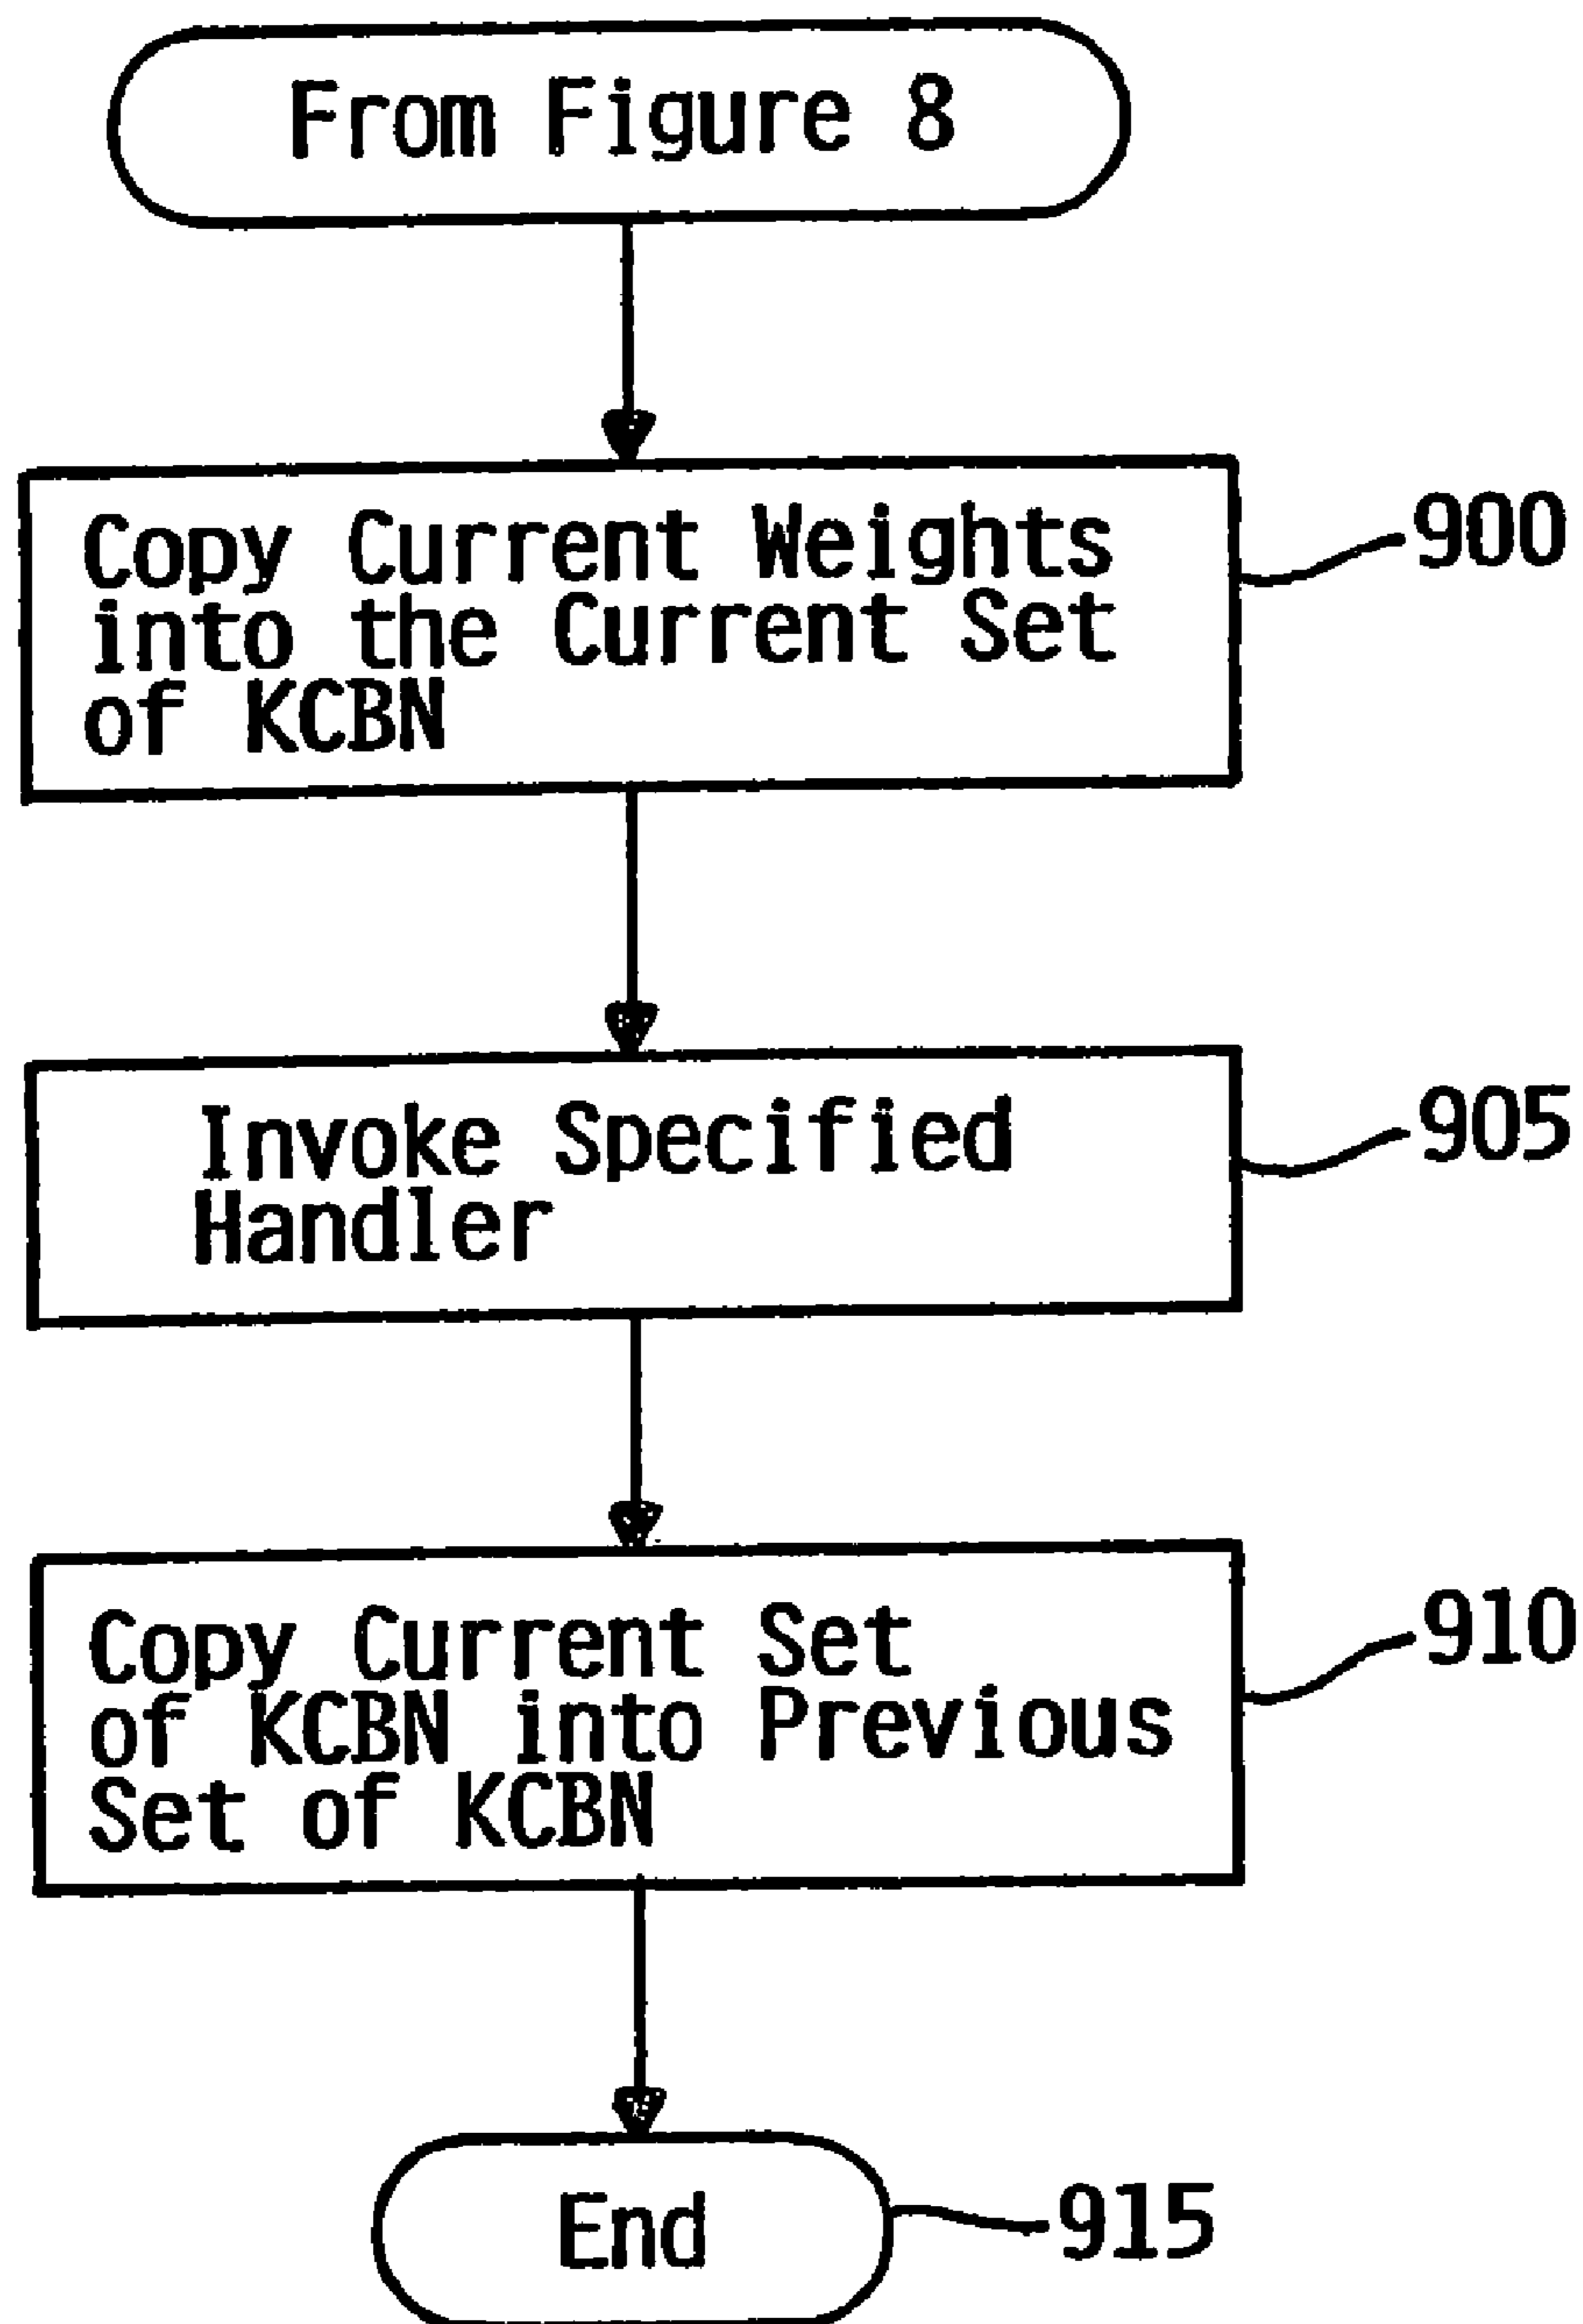 From Figure 8
Copy Current Weights
into the Current Set
of KCBN
900
Invoke Specified
Handler
905
Copy Current Set
of KCBN into Previous
Set of KCBN
910
End
915